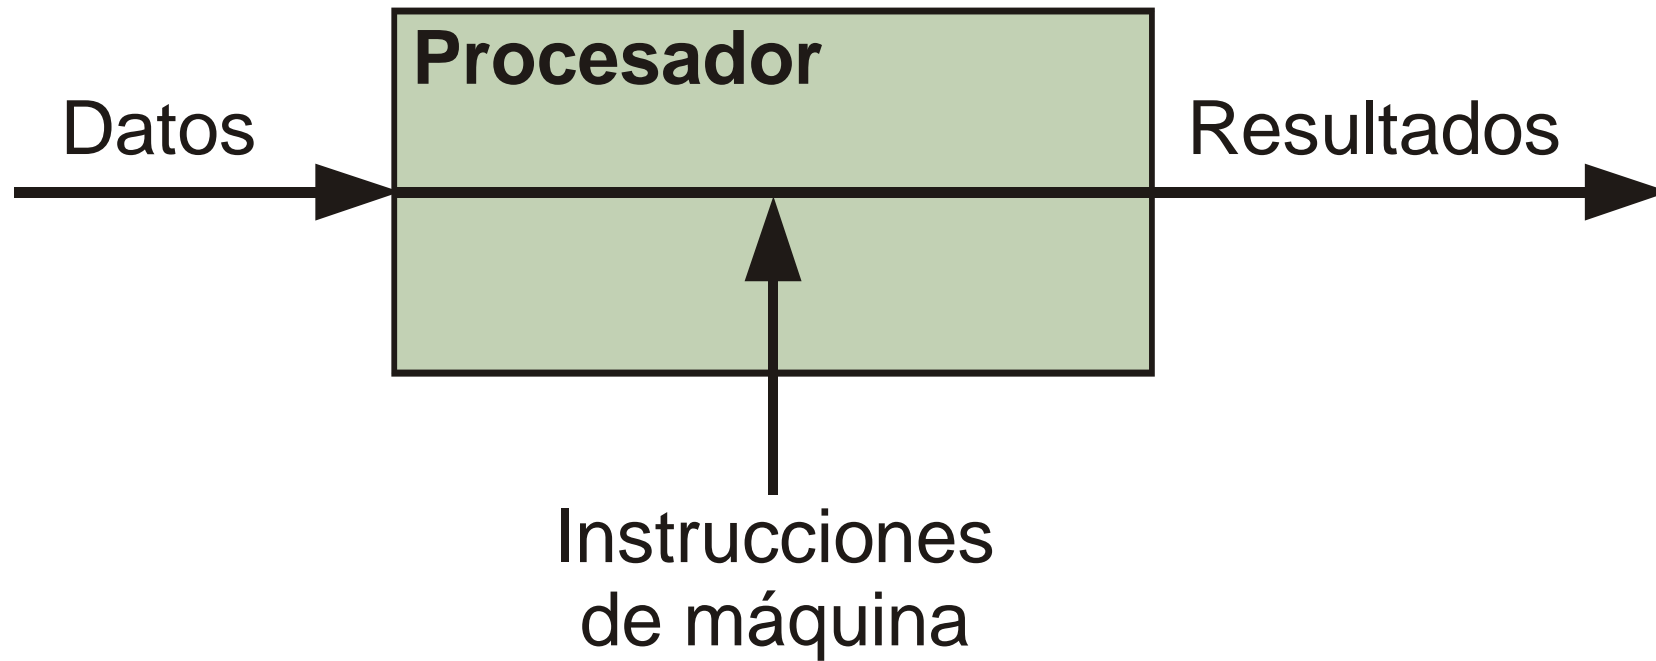 Procesador
Datos
Resultados
Instrucciones
de máquina